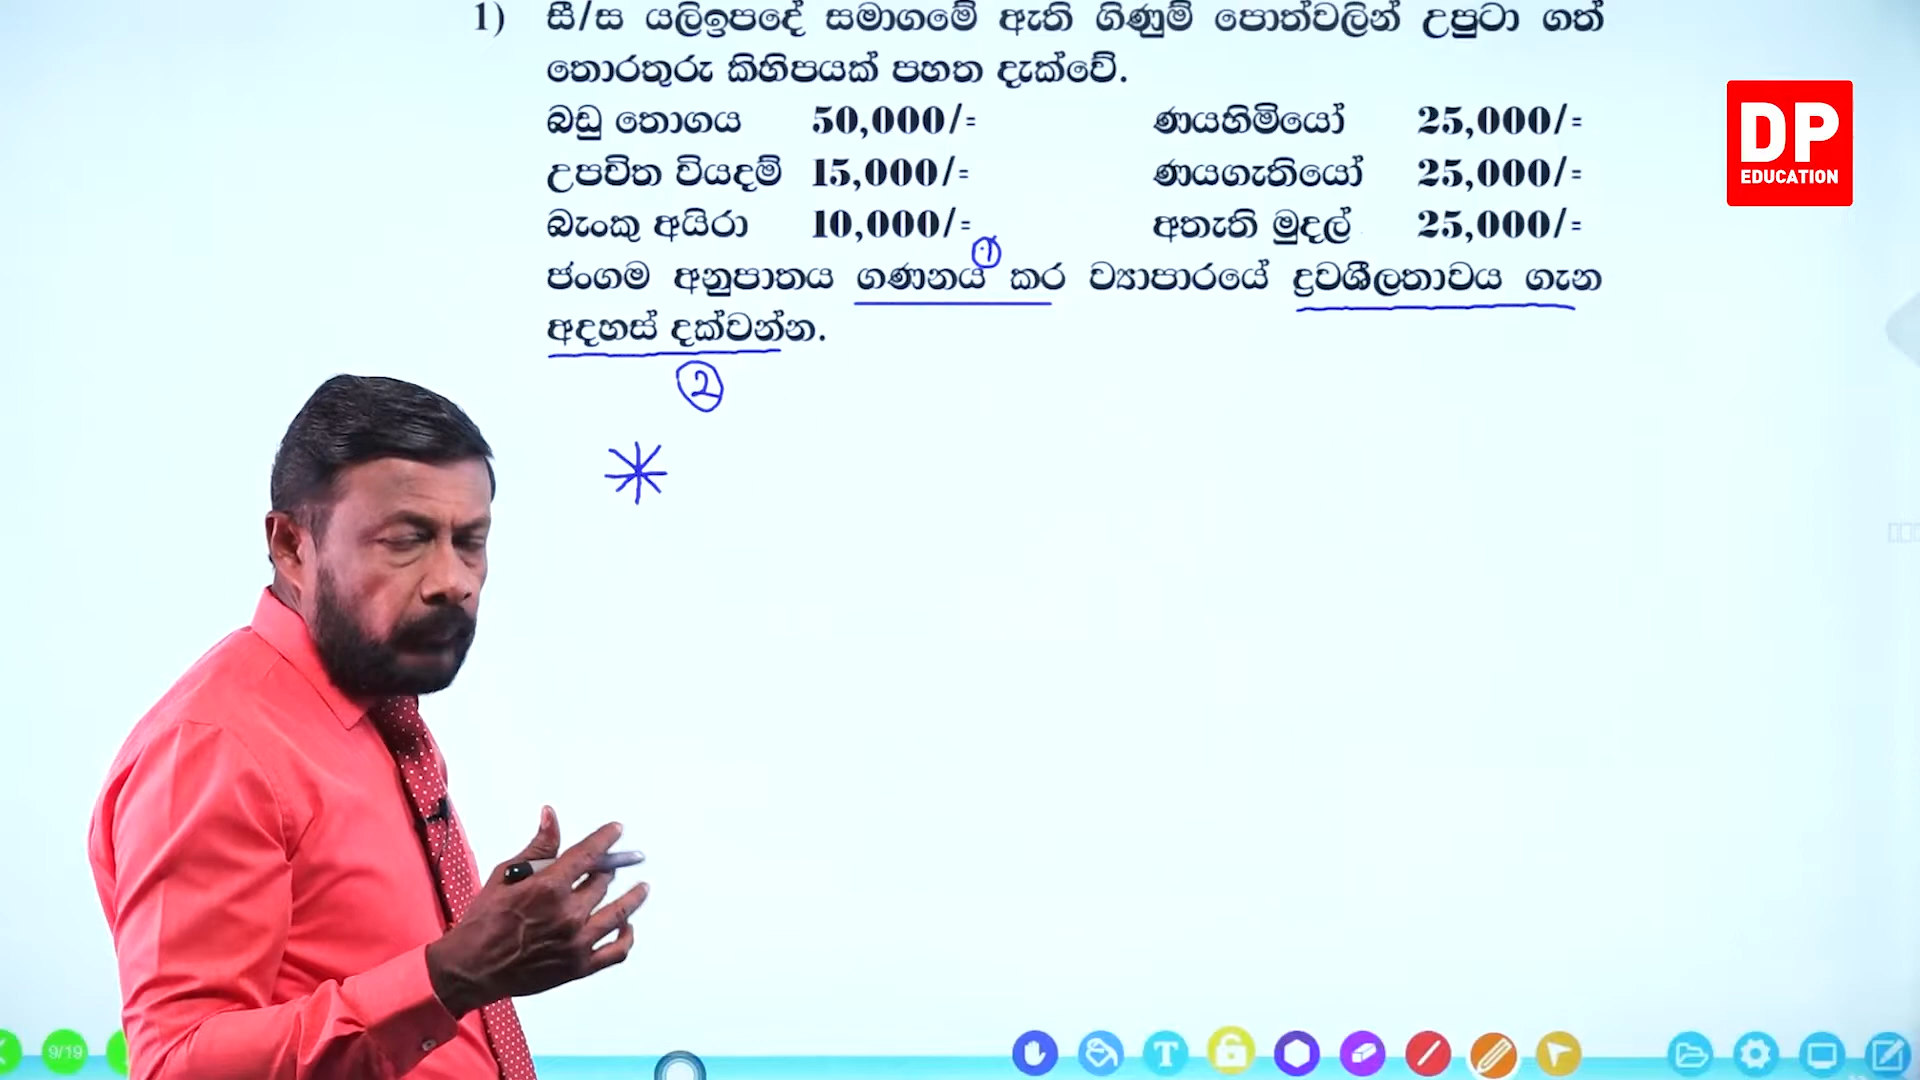 1) සී/ස යලිඉපදේ සමාගමේ ඇති ගිණුම් පොත්වලින් උපුටා ගත්
තොරතුරු කිහිපයක් පහත දැක්වේ.
බඩු තොගය 50,000/= ණයහිමියෝ 25,000/=
උපචිත වියදම් 15,000/= ණයගැතියෝ 25,000/=
බැංකු අයිරා 10,000/= අතැති මුදල් 25,000/=
1
ජංගම අනුපාතය ගණනය කර ව්‍යාපාරයේ ද්‍රවශීලතාවය ගැන
අදහස් දක්වන්න.
2
DP
EDUCATION
9/19
T